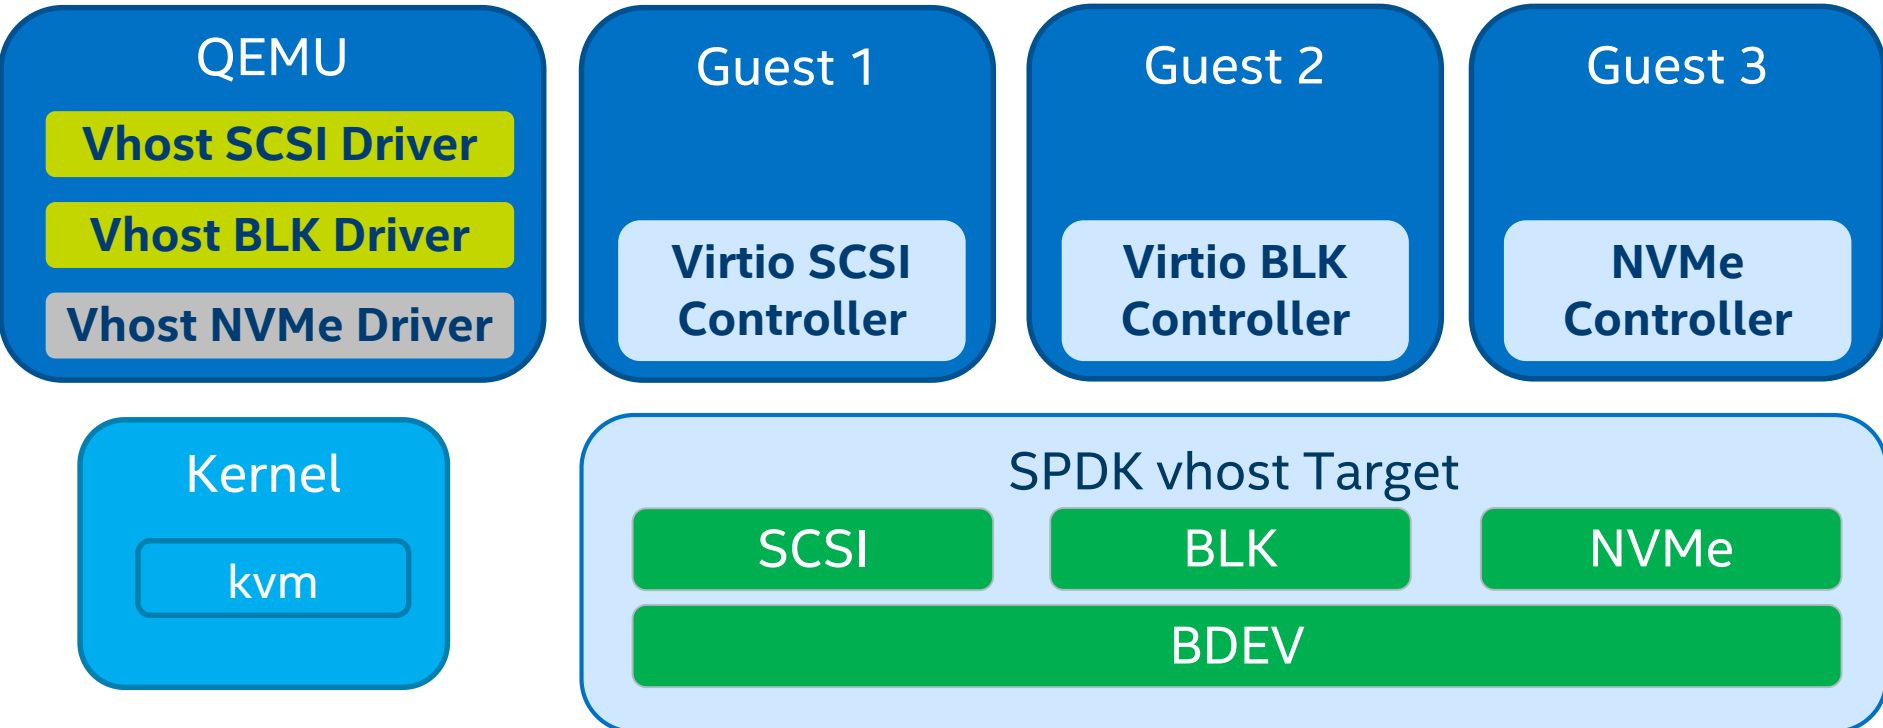 QEMU
Vhost SCSI Driver
Vhost BLK Driver
Vhost NVMe Driver
Guest 1
Virtio SCSI
Controller
Guest 2
Virtio BLK
Controller
Guest 3
NVMe
Controller
Kernel
kvm
SPDK vhost Target
SCSI
BLK
NVMe
BDEV